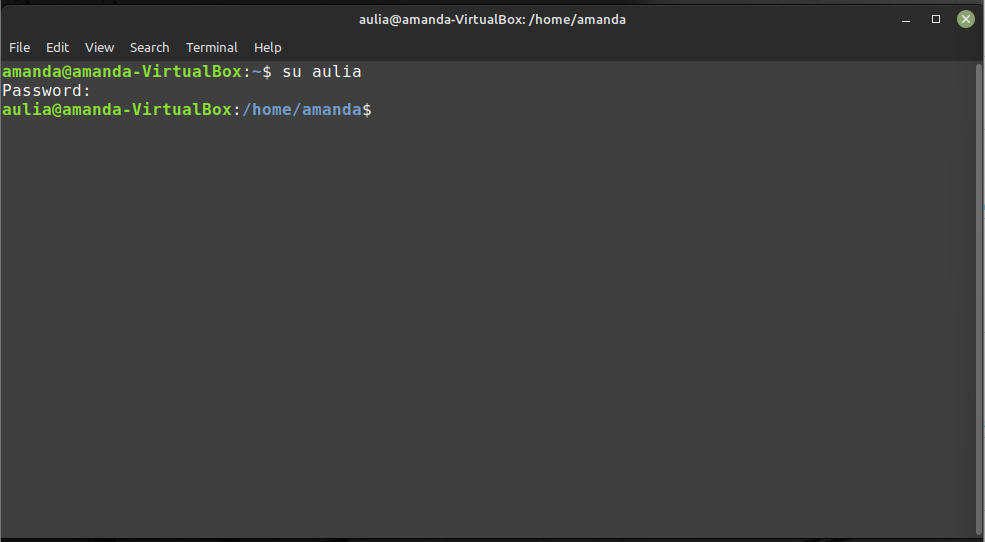 aulia@amanda-VirtualBox: /home/amanda
File Edit View Search Terminal Help
amanda@amanda-VirtualBox:~$ su aulia
Password:
aulia@amanda-VirtualBox:/home/amanda$